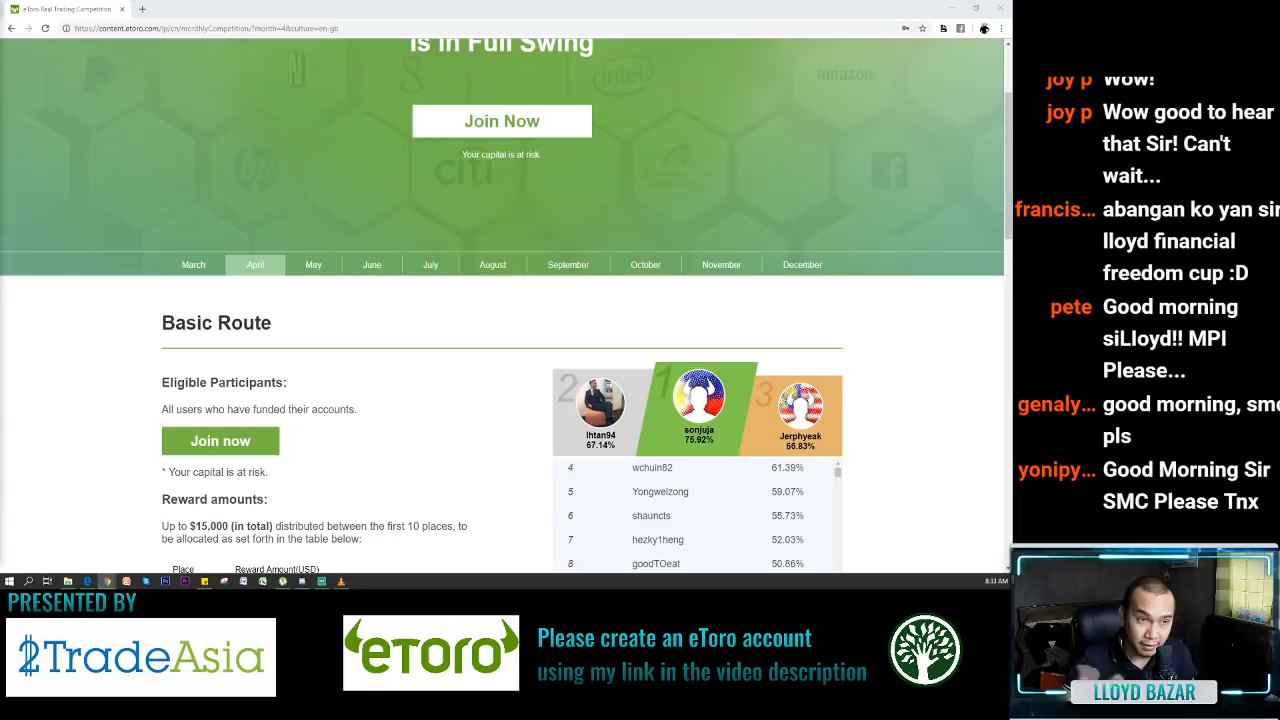 eToro Real Trading Competition
https://content.etoro.com/lp/cn/monthlyCompetition/?month=4&culture=en-gb
is in Full Swing
N
g
intel
amazon
Join Now
Your capital is at risk.
hp
citi
March April May June July August September October November December
Basic Route
Eligible Participants:
All users who have funded their accounts.
Join now
* Your capital is at risk.
Reward amounts:
Up to $15,000 (in total) distributed between the first 10 places, to
be allocated as set forth in the table below:
Place Reward Amount(USD)
2 1 3
lhtan94
67.14%
sonjuja
75.92%
Jerphyeak
66.83%
4 wchuin82 61.39%
5 Yongweizong 59.07%
6 shauncts 55.73%
7 hezky1heng 52.03%
8 goodTOeat 50.86%
8:33 AM
joy p Wow!
joy p Wow good to hear
that Sir! Can't
wait...
francis... abangan ko yan sir
lloyd financial
freedom cup :D
pete Good morning
siLloyd!! MPI
Please...
genaly... good morning, smc
pls
yonipy... Good Morning Sir
SMC Please Tnx
PRESENTED BY
2TradeAsia
eToro
Please create an eToro account
using my link in the video description
LLOYD BAZAR